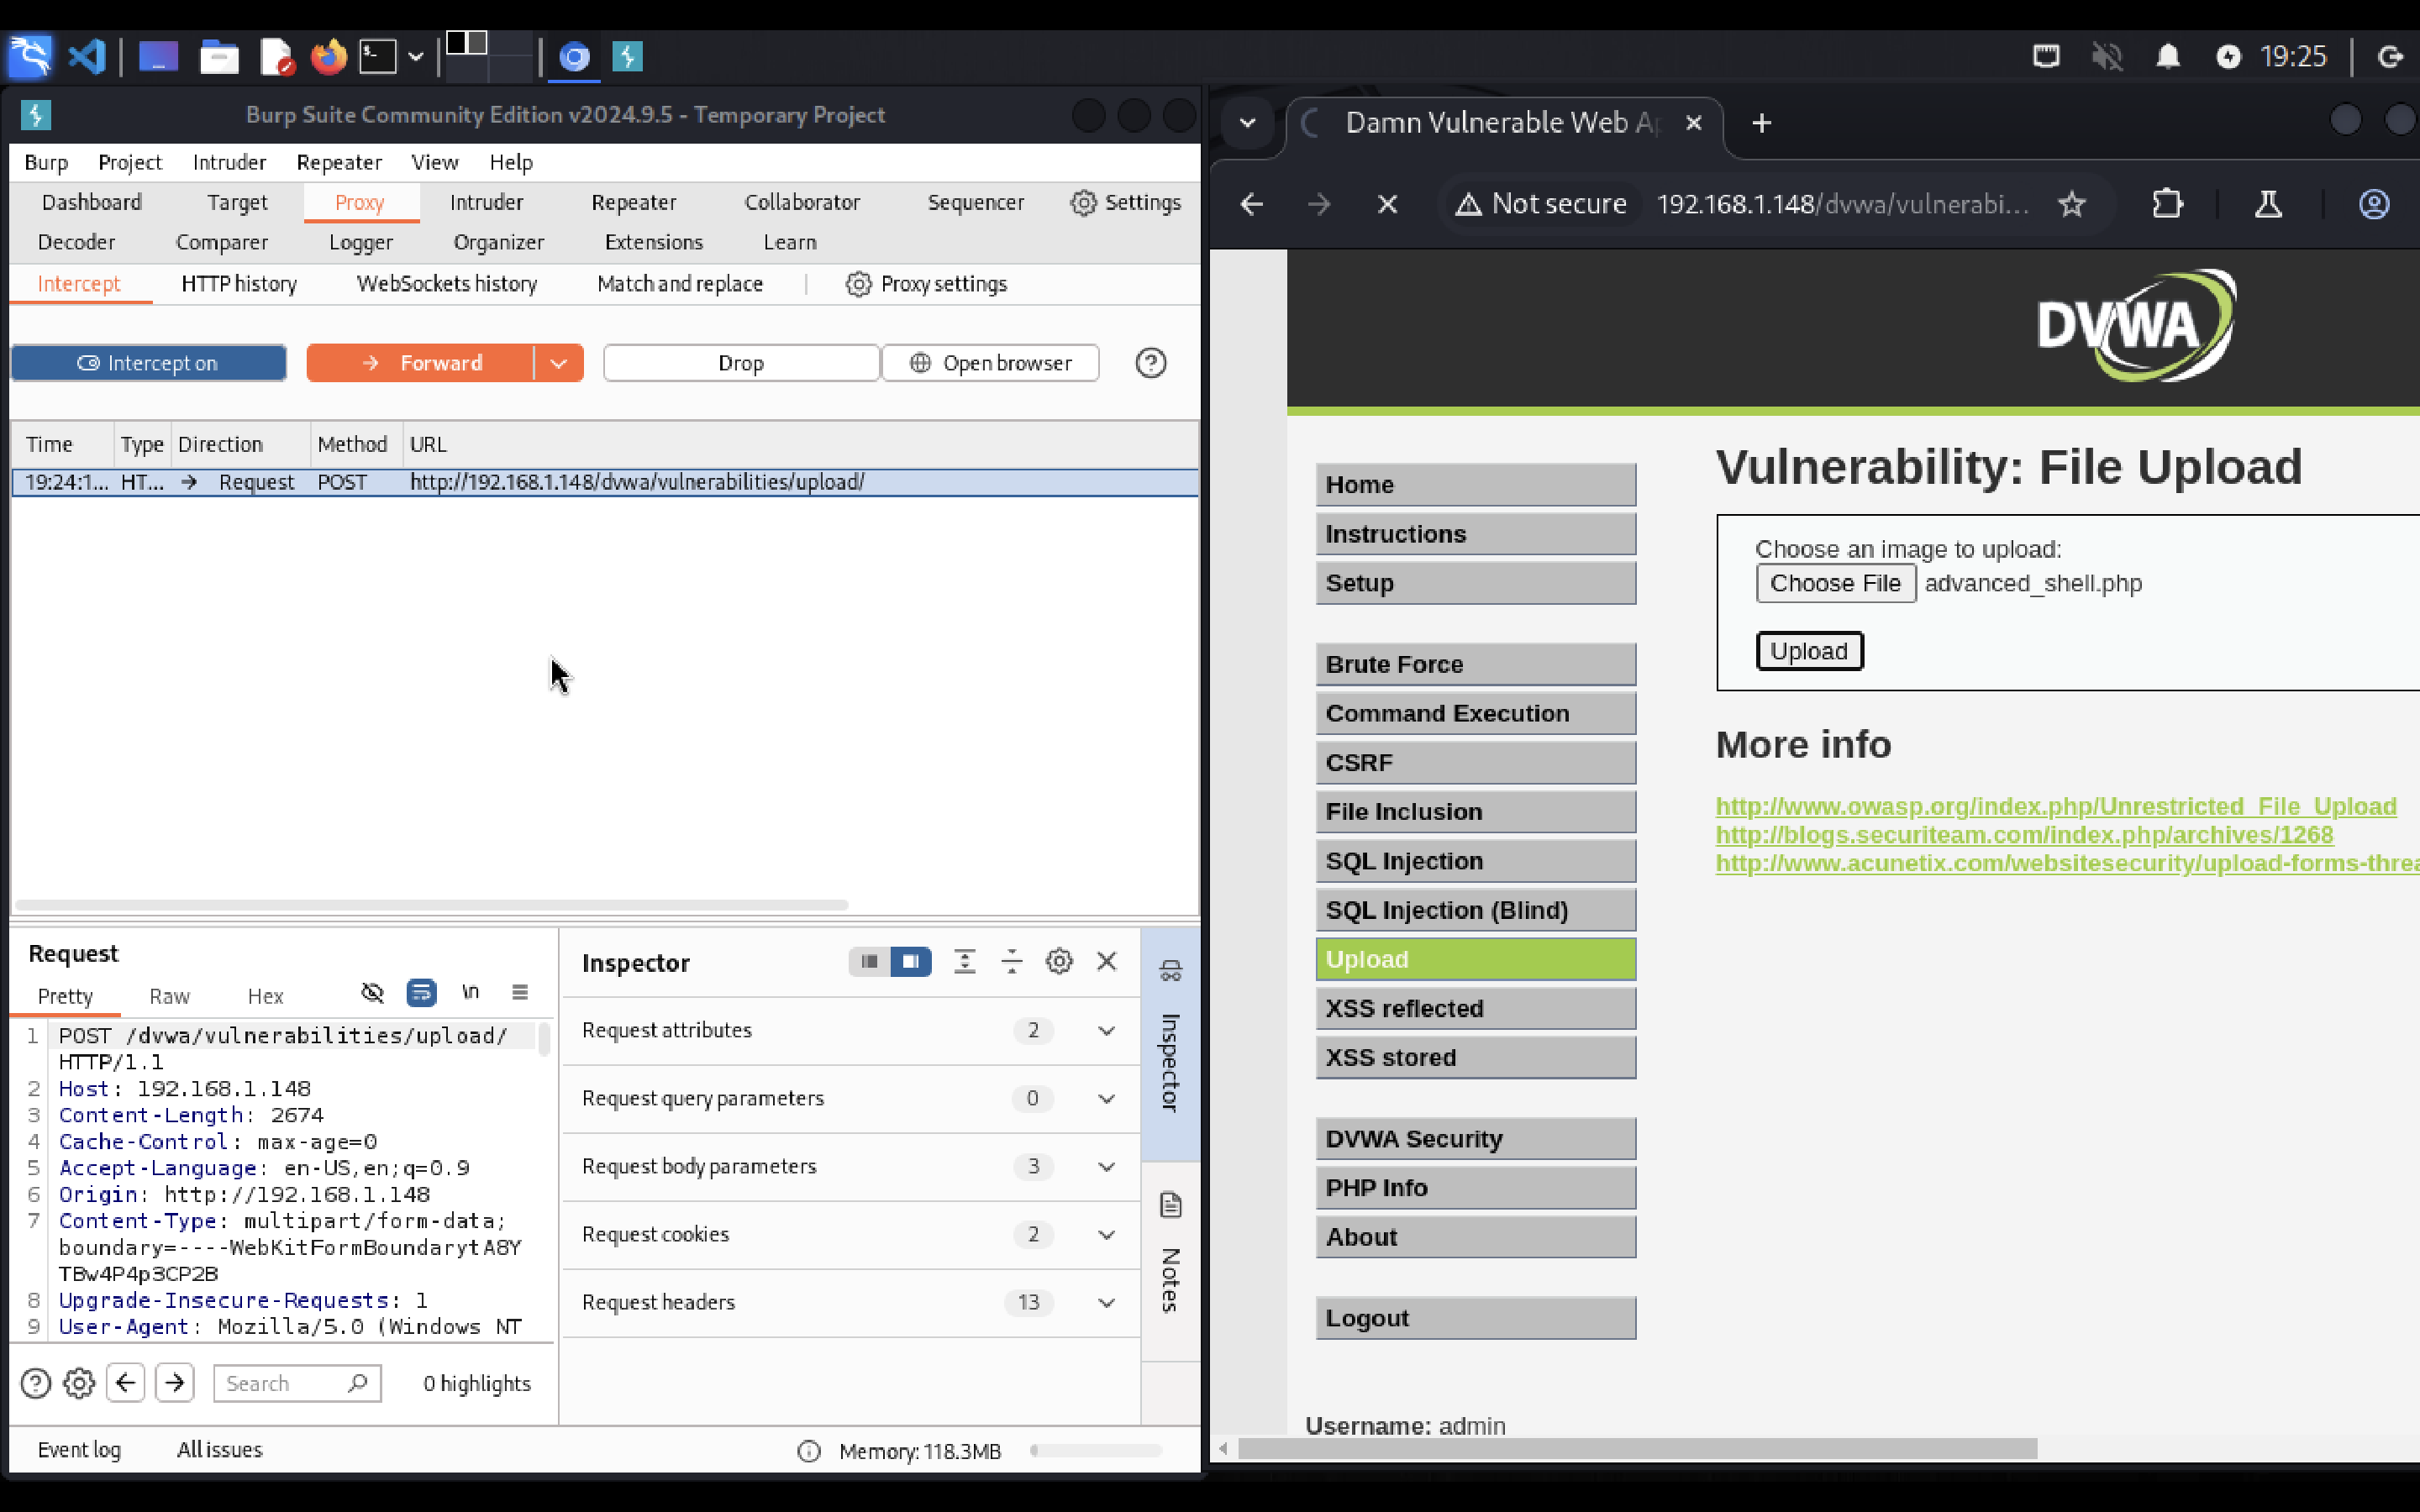 19:25
Burp Suite Community Edition v2024.9.5 - Temporary Project
Burp Project Intruder Repeater View Help
Dashboard Target Proxy Intruder Repeater Collaborator Sequencer Settings
Decoder Comparer Logger Organizer Extensions Learn
Intercept HTTP history WebSockets history Match and replace Proxy settings
Intercept on Forward Drop Open browser
Time Type Direction Method URL
19:24:1... HT... Request POST http://192.168.1.148/dvwa/vulnerabilities/upload/
Request
Pretty Raw Hex \n
1 POST /dvwa/vulnerabilities/upload/
HTTP/1.1
2 Host: 192.168.1.148
3 Content-Length: 2674
4 Cache-Control: max-age=0
5 Accept-Language: en-US,en;q=0.9
6 Origin: http://192.168.1.148
7 Content-Type: multipart/form-data;
boundary=----WebKitFormBoundarytA8Y
TBw4P4p3CP2B
8 Upgrade-Insecure-Requests: 1
9 User-Agent: Mozilla/5.0 (Windows NT
Search 0 highlights
Inspector
Request attributes 2
Request query parameters 0
Request body parameters 3
Request cookies 2
Request headers 13
Inspector
Notes
Event log All issues Memory: 118.3MB
Damn Vulnerable Web Ap
Not secure 192.168.1.148/dvwa/vulnerabi...
DVWA
Home
Instructions
Setup
Brute Force
Command Execution
CSRF
File Inclusion
SQL Injection
SQL Injection (Blind)
Upload
XSS reflected
XSS stored
DVWA Security
PHP Info
About
Logout
Vulnerability: File Upload
Choose an image to upload:
Choose File advanced_shell.php
Upload
More info
http://www.owasp.org/index.php/Unrestricted_File_Upload
http://blogs.securiteam.com/index.php/archives/1268
http://www.acunetix.com/websitesecurity/upload-forms-threa
Username: admin